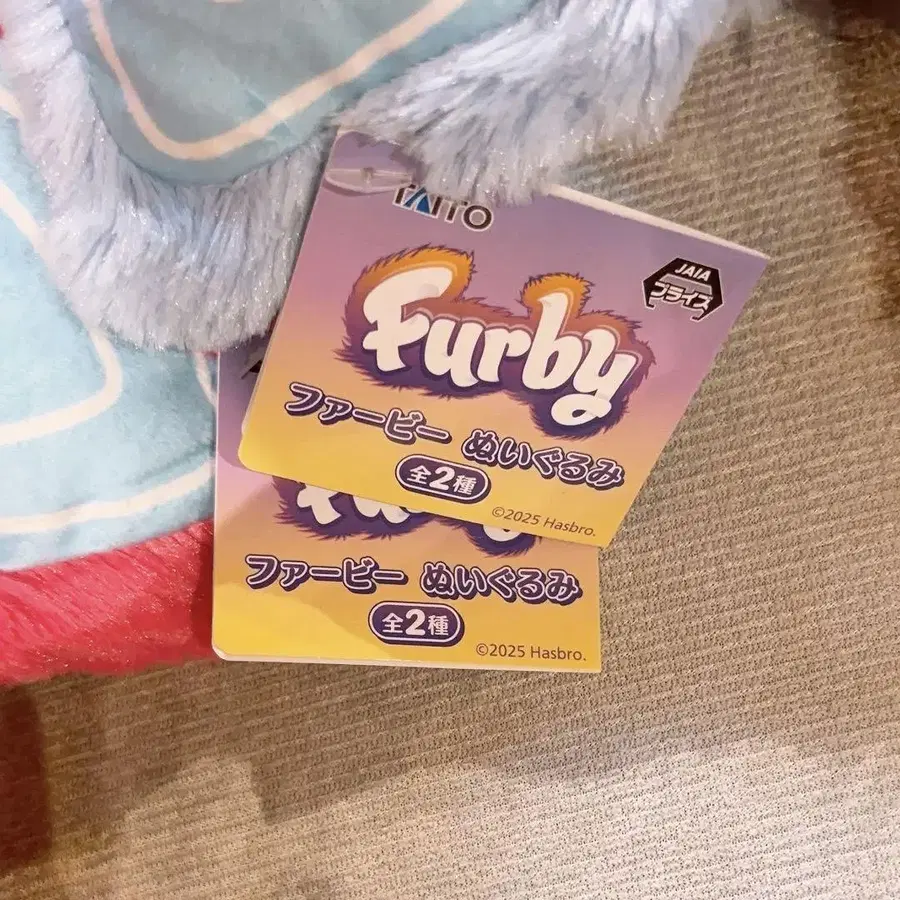 TAITO
JAIA
プライズ
Furby
ファービー ぬいぐるみ
全2種
©2025 Hasbro.
ファービー ぬいぐるみ
全2種
©2025 Hasbro.